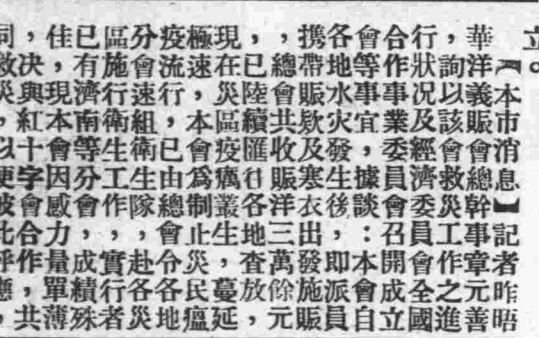 立。
【本市消息】記者昨晤
華洋義賑會總幹事章元善
，詢以該會救災工作之進
行狀况及經濟委員會全國
合作事業委員會召開成立
會等事宜，據談：本會自
各地水灾發生後，即派員
携帶賑欵及寒衣出發施賑
，總會共收賑洋三萬餘元
，已陸續匯往各地查放，
現在災區疫癘叢生，蔓延
極速，本會為制止災民瘟
疫流行，已由總會令各地
分會速組衛生隊，赴各災
區施行衛生工作，實行者
已有濟南等分會，成績殊
佳，現本會因感力量單薄
，决與紅十字會合作，共
同救災，以便彼此呼應，